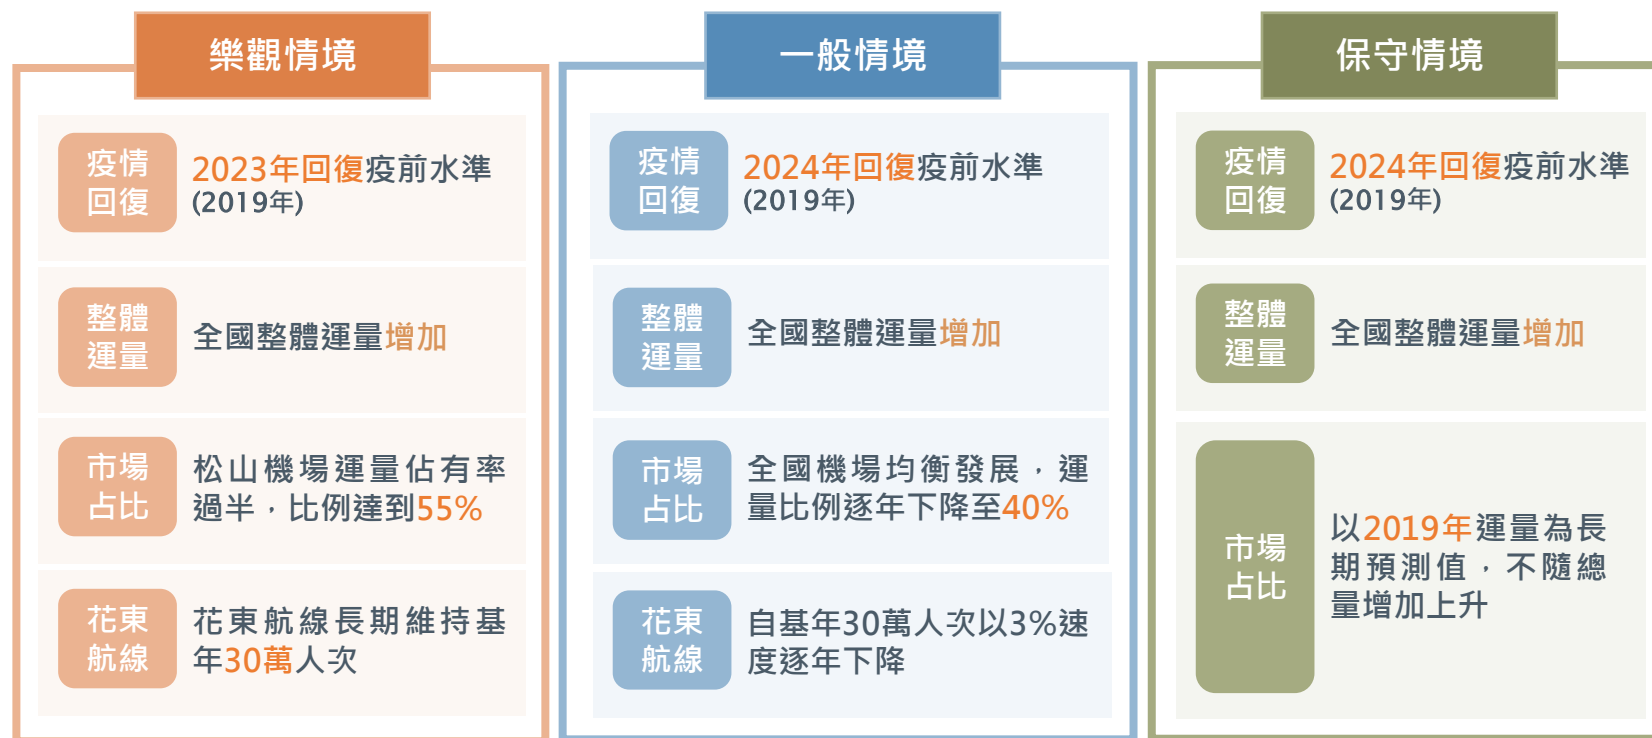 樂觀情境
疫情
回復
2023年回復疫前水準
(2019年)
整體
運量
全國整體運量增加
市場
占比
松山機場運量佔有率
過半，比例達到55%
花東
航線
花東航線長期維持基
年30萬人次
一般情境
疫情
回復
2024年回復疫前水準
(2019年)
整體
運量
全國整體運量增加
市場
占比
全國機場均衡發展，運
量比例逐年下降至40%
花東
航線
自基年30萬人次以3%速
度逐年下降
保守情境
疫情
回復
2024年回復疫前水準
(2019年)
整體
運量
全國整體運量增加
市場
占比
以2019年運量為長
期預測值，不隨總
量增加上升